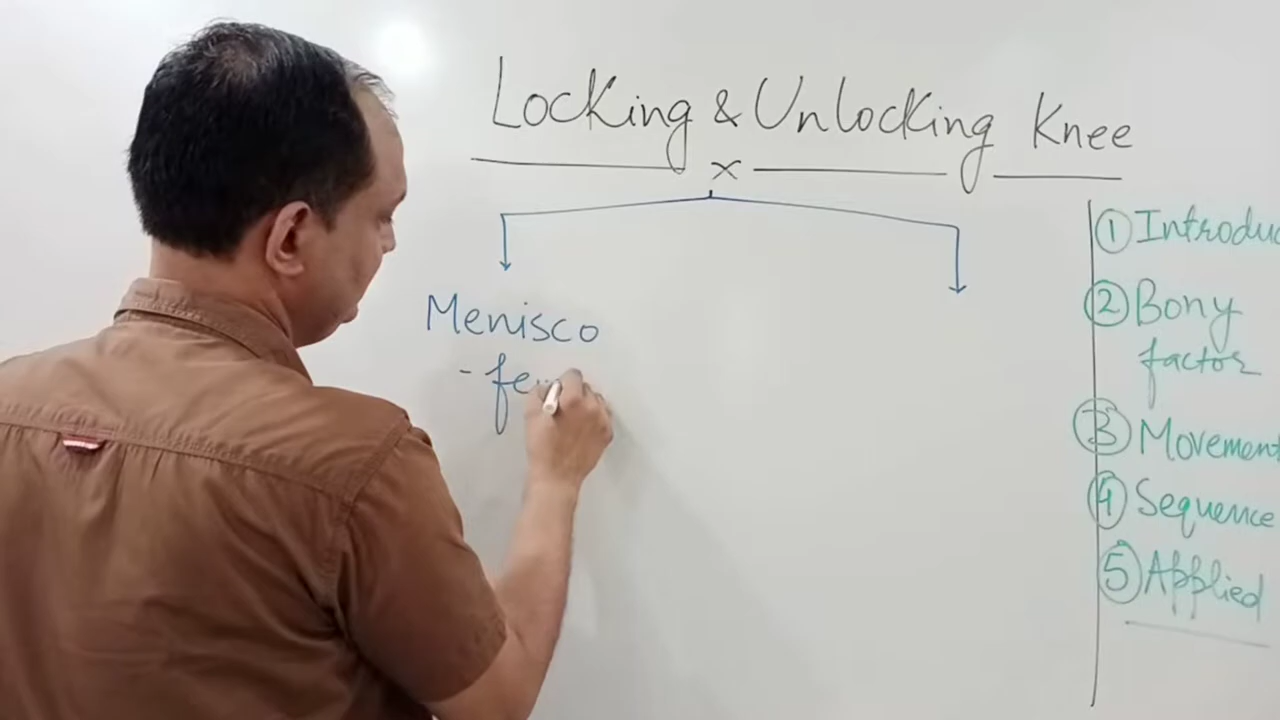 Locking & Unlocking Knee
x
Menisco
- fe
① Introduc
② Bony
factor
③ Movement
④ Sequence
⑤ Applied